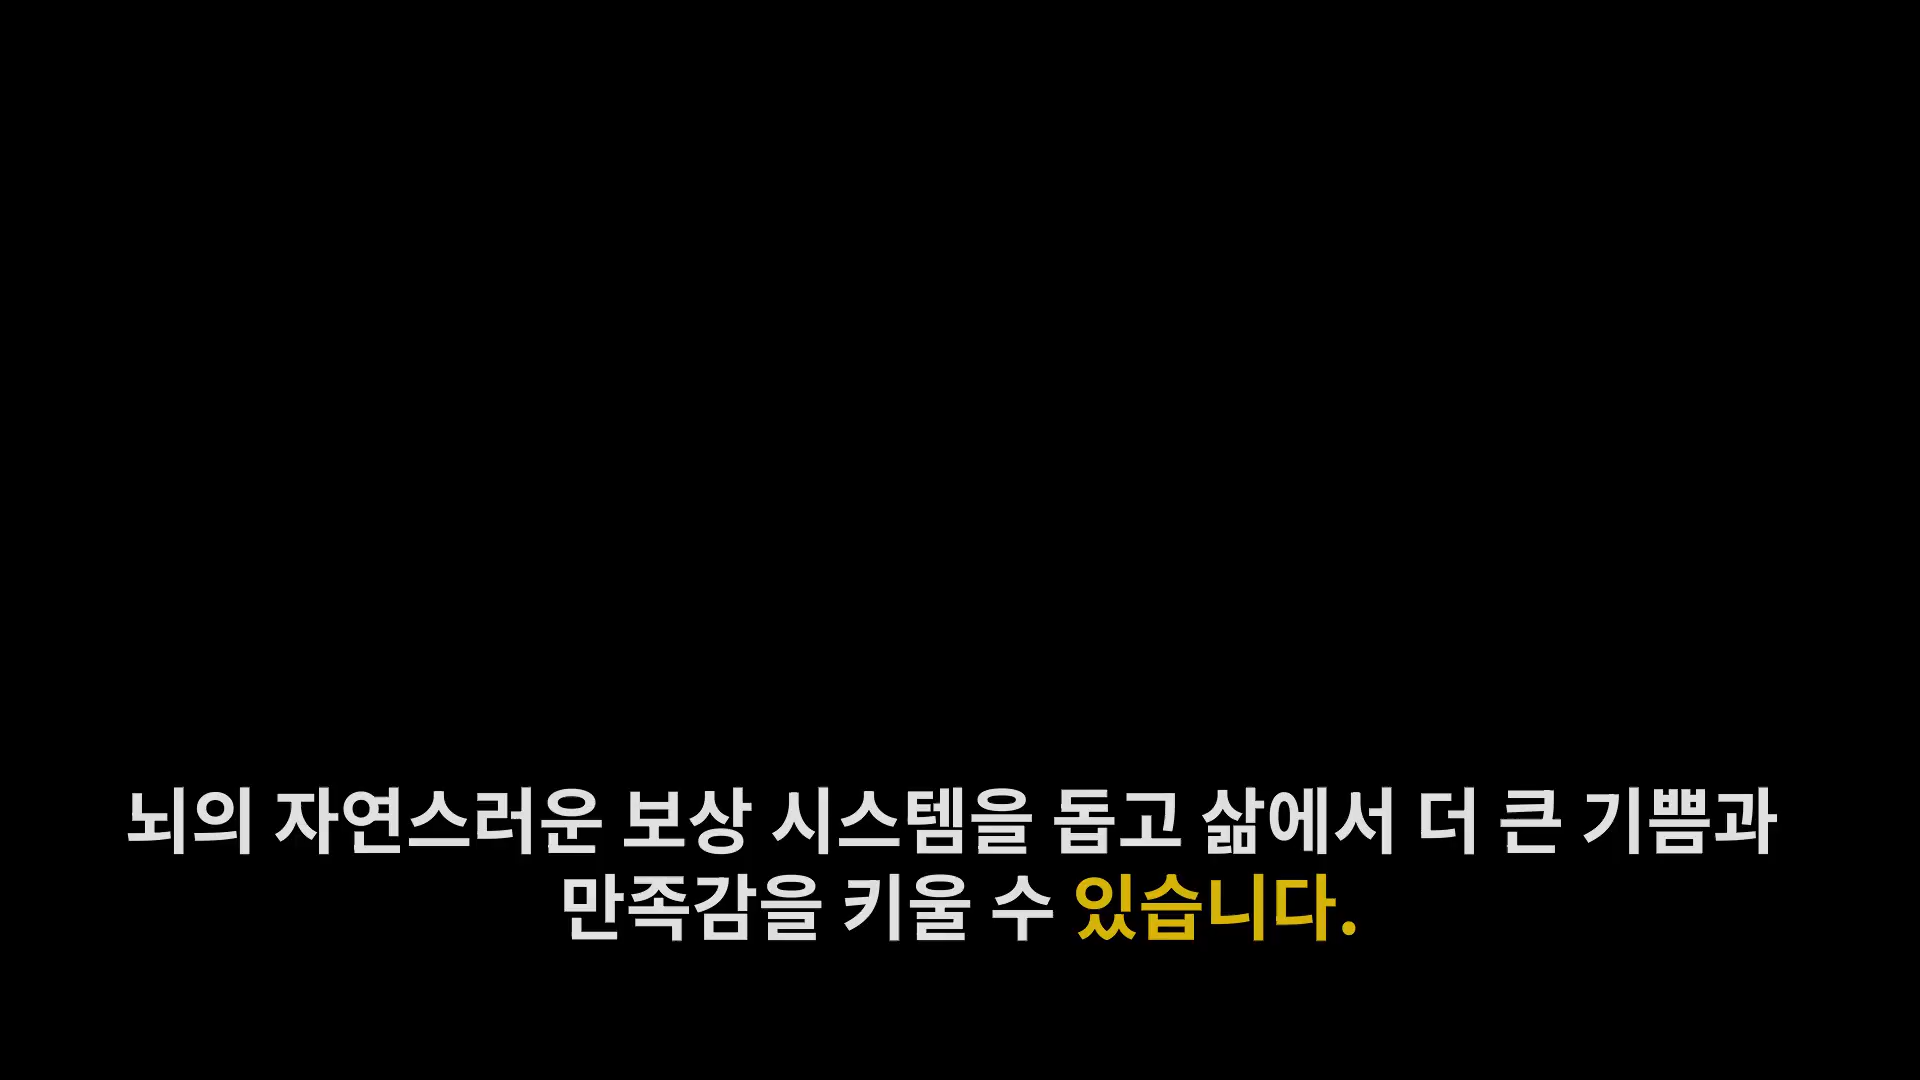 뇌의 자연스러운 보상 시스템을 돕고 삶에서 더 큰 기쁨과
만족감을 키울 수 있습니다.